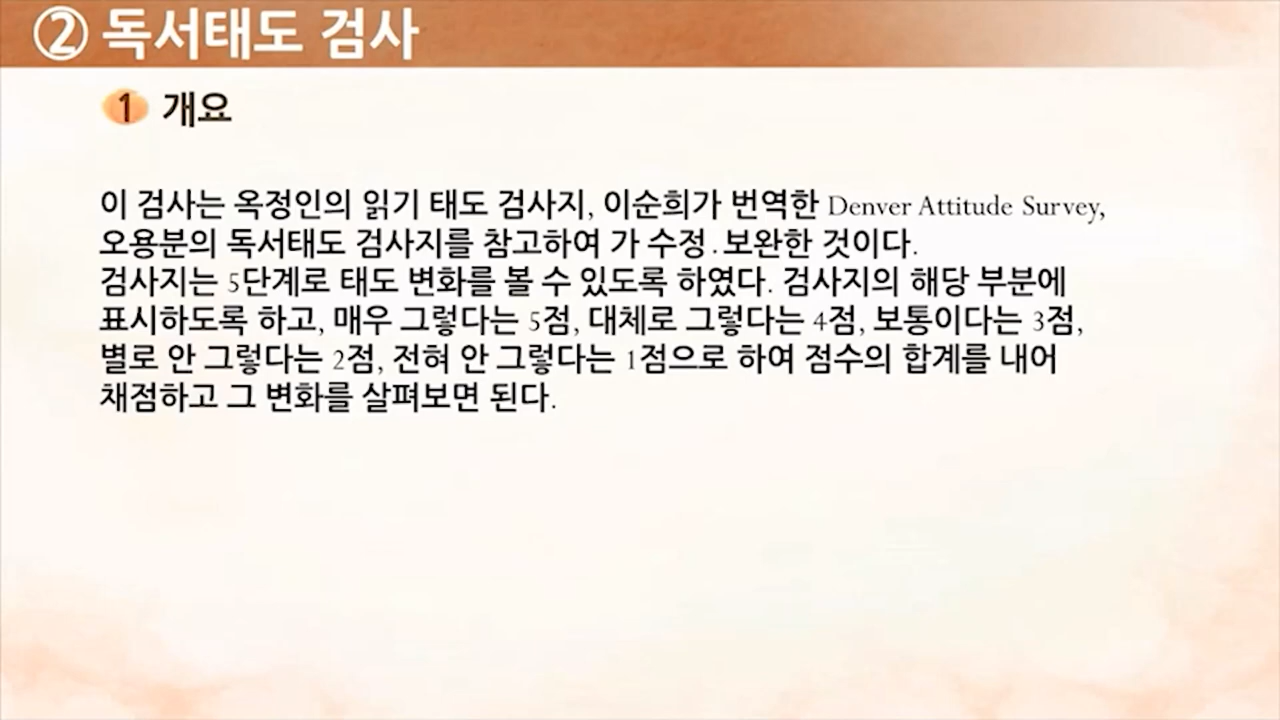 ② 독서태도 검사
1 개요
이 검사는 옥정인의 읽기 태도 검사지, 이순희가 번역한 Denver Attitude Survey,
오용분의 독서태도 검사지를 참고하여 가 수정.보완한 것이다.
검사지는 5단계로 태도 변화를 볼 수 있도록 하였다. 검사지의 해당 부분에
표시하도록 하고, 매우 그렇다는 5점, 대체로 그렇다는 4점, 보통이다는 3점,
별로 안 그렇다는 2점, 전혀 안 그렇다는 1점으로 하여 점수의 합계를 내어
채점하고 그 변화를 살펴보면 된다.